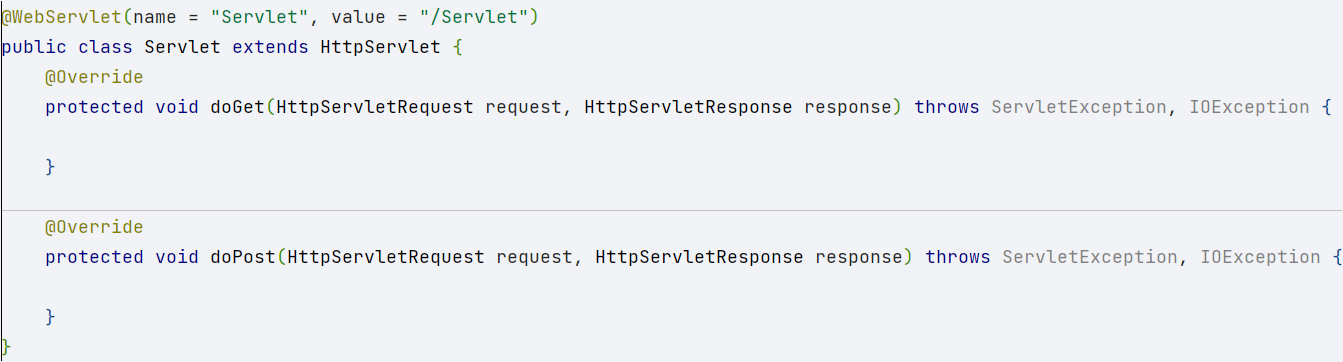 @WebServlet(name = "Servlet", value = "/Servlet")
public class Servlet extends HttpServlet {
    @Override
    protected void doGet(HttpServletRequest request, HttpServletResponse response) throws ServletException, IOException {
    }
    @Override
    protected void doPost(HttpServletRequest request, HttpServletResponse response) throws ServletException, IOException {
    }
}